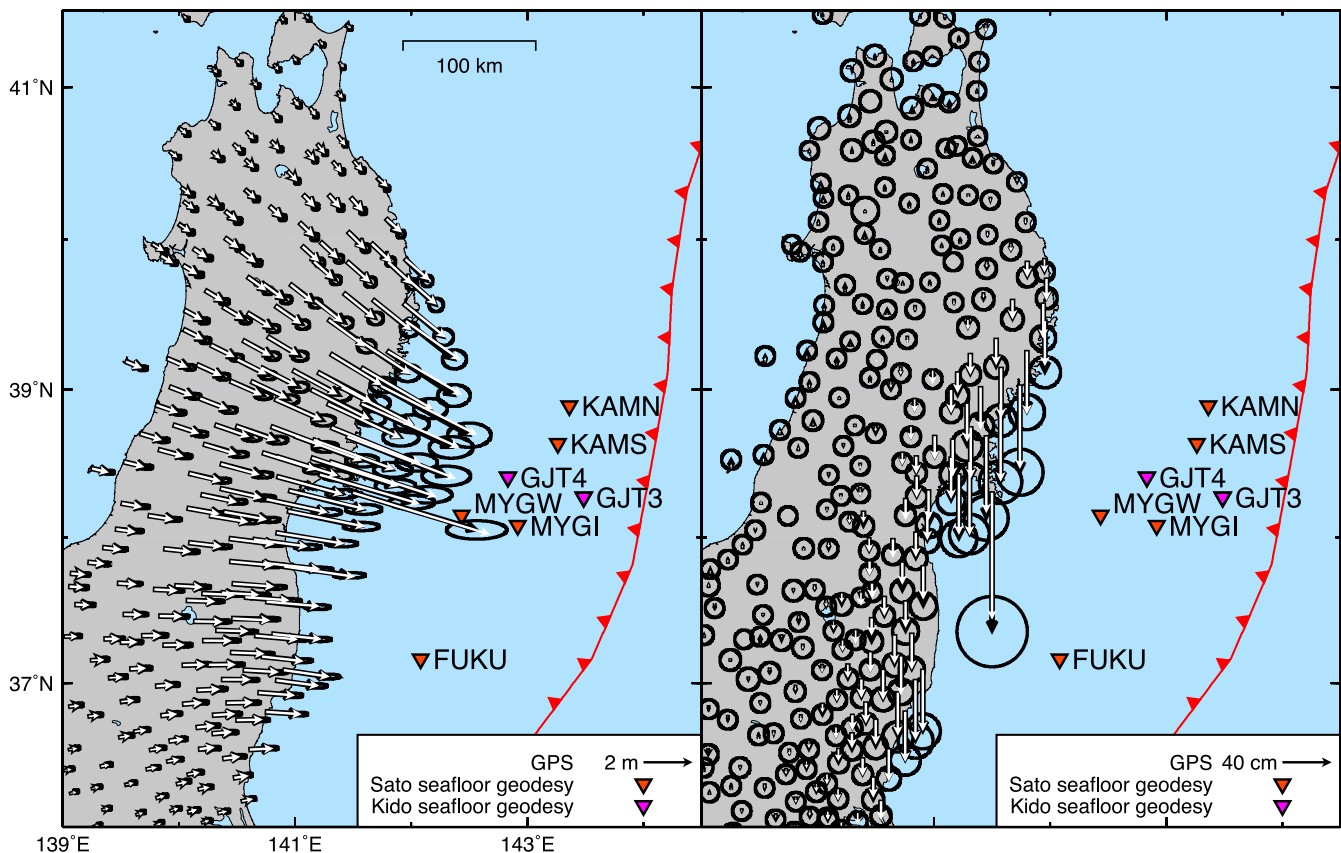 41˚N
100 km
39˚N
KAMN
KAMS
GJT4
GJT3
MYGW
MYGI
37˚N
FUKU
GPS 2 m
Sato seafloor geodesy
Kido seafloor geodesy
139˚E
141˚E
143˚E
KAMN
KAMS
GJT4
GJT3
MYGW
MYGI
FUKU
GPS 40 cm
Sato seafloor geodesy
Kido seafloor geodesy